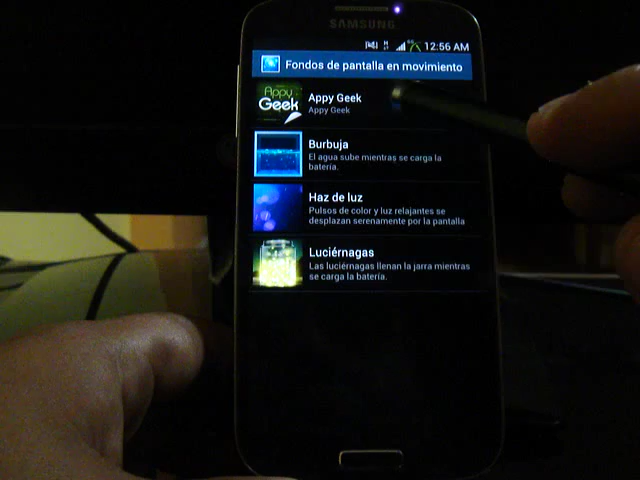 SAMSUNG
12:56 AM
Fondos de pantalla en movimiento
Appy
Geek
Appy Geek
Appy Geek
Burbuja
El agua sube mientras se carga la
batería.
Haz de luz
Pulsos de color y luz relajantes se
desplazan serenamente por la pantalla
Luciérnagas
Las luciérnagas llenan la jarra mientras
se carga la batería.